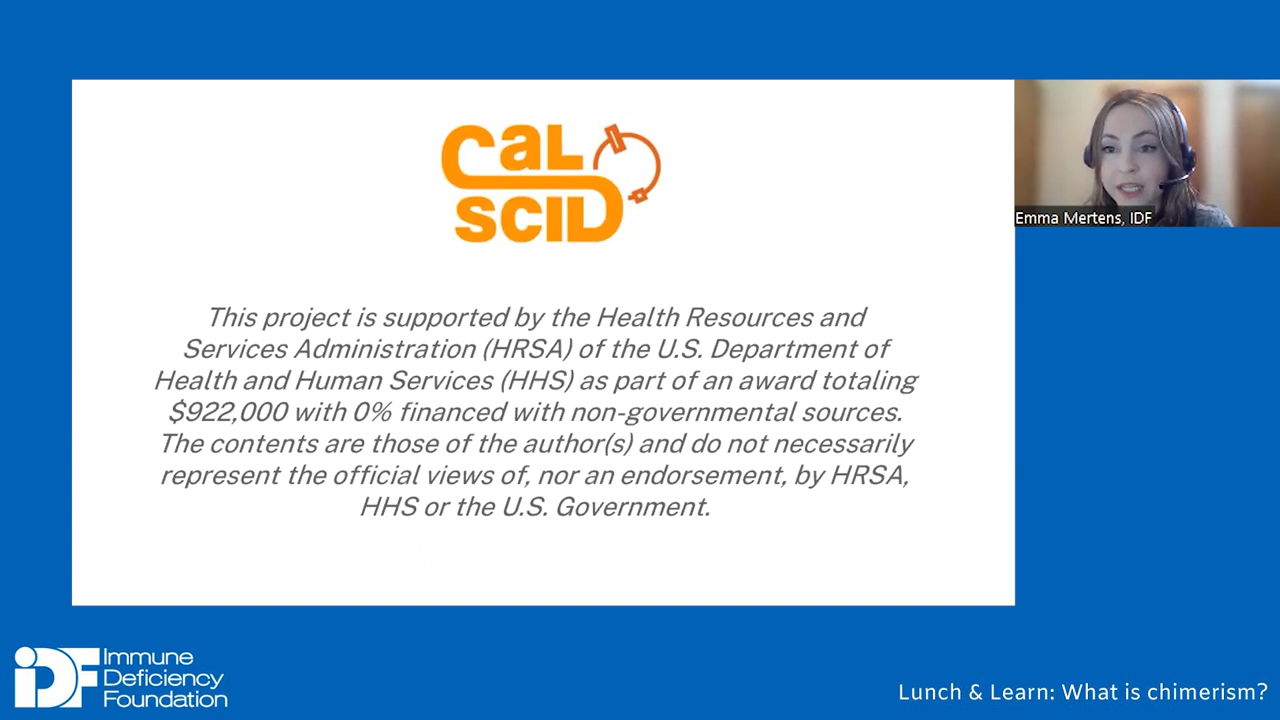 CaL
SCID
This project is supported by the Health Resources and
Services Administration (HRSA) of the U.S. Department of
Health and Human Services (HHS) as part of an award totaling
$922,000 with 0% financed with non-governmental sources.
The contents are those of the author(s) and do not necessarily
represent the official views of, nor an endorsement, by HRSA,
HHS or the U.S. Government.
Emma Mertens, IDF
iDF
Immune
Deficiency
Foundation
Lunch & Learn: What is chimerism?